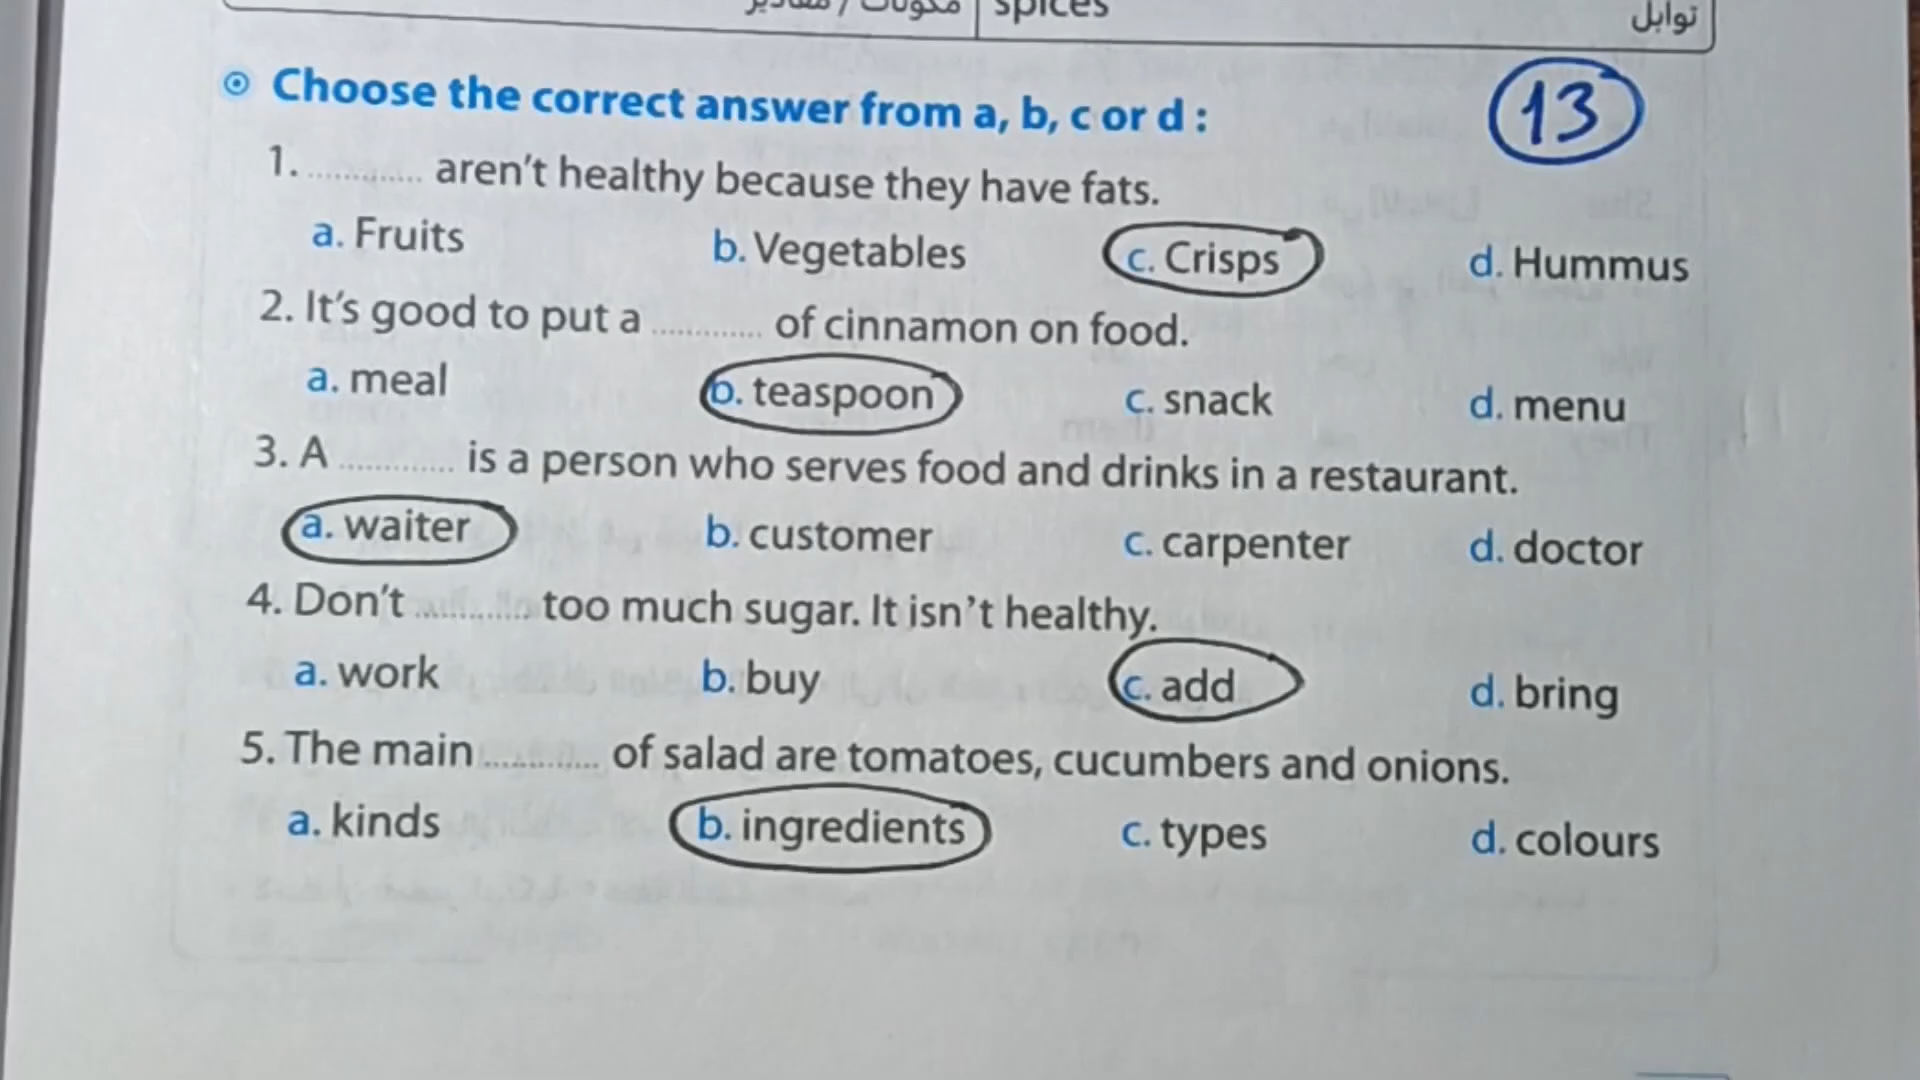 مكونات / مقادير spices توابل
Choose the correct answer from a, b, c or d :
13
1. ............ aren't healthy because they have fats.
a. Fruits b. Vegetables c. Crisps d. Hummus
2. It's good to put a ............ of cinnamon on food.
a. meal b. teaspoon c. snack d. menu
3. A ............ is a person who serves food and drinks in a restaurant.
a. waiter b. customer c. carpenter d. doctor
4. Don't ............ too much sugar. It isn't healthy.
a. work b. buy c. add d. bring
5. The main ............ of salad are tomatoes, cucumbers and onions.
a. kinds b. ingredients c. types d. colours